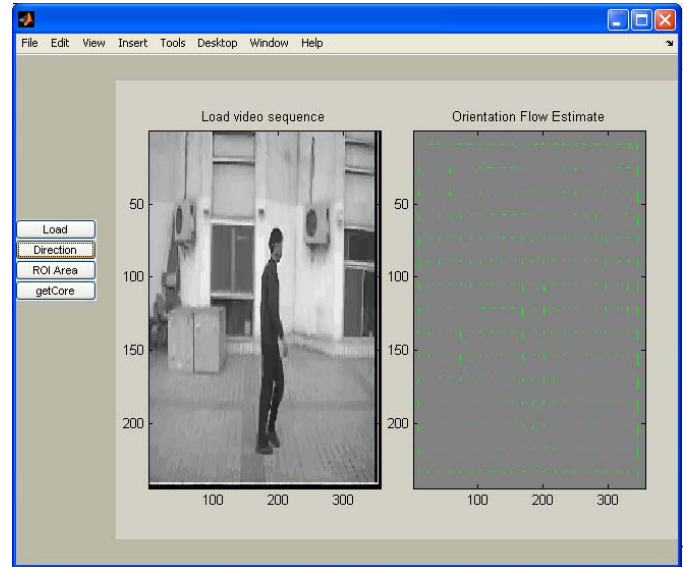 File Edit View Insert Tools Desktop Window Help
Load video sequence
Orientation Flow Estimate
Load
Direction
ROI Area
getCore
50
100
150
200
100 200 300
50
100
150
200
100 200 300